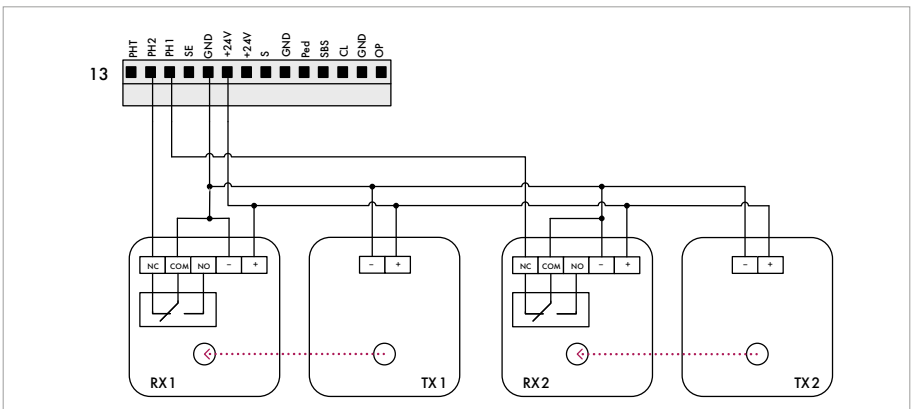 PHT PH2 PH1 SE GND +24V +24V S GND Ped SBS CL GND OP
13
NC COM NO - + - + NC COM NO - + - +
RX1 TX1 RX2 TX2